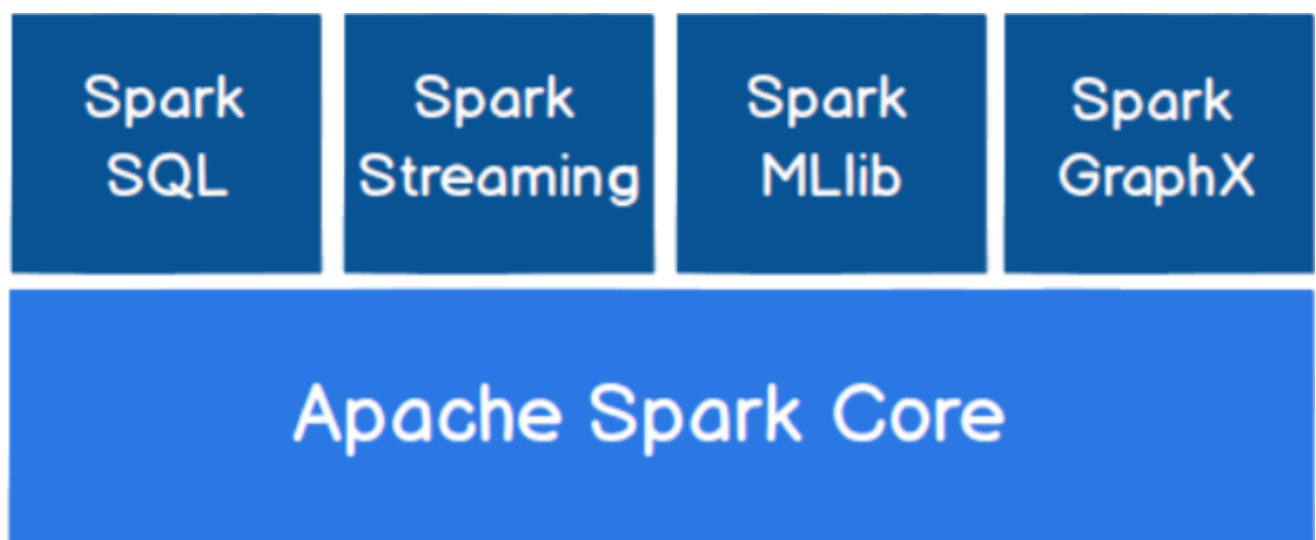 Spark
SQL
Spark
Streaming
Spark
MLlib
Spark
GraphX
Apache Spark Core